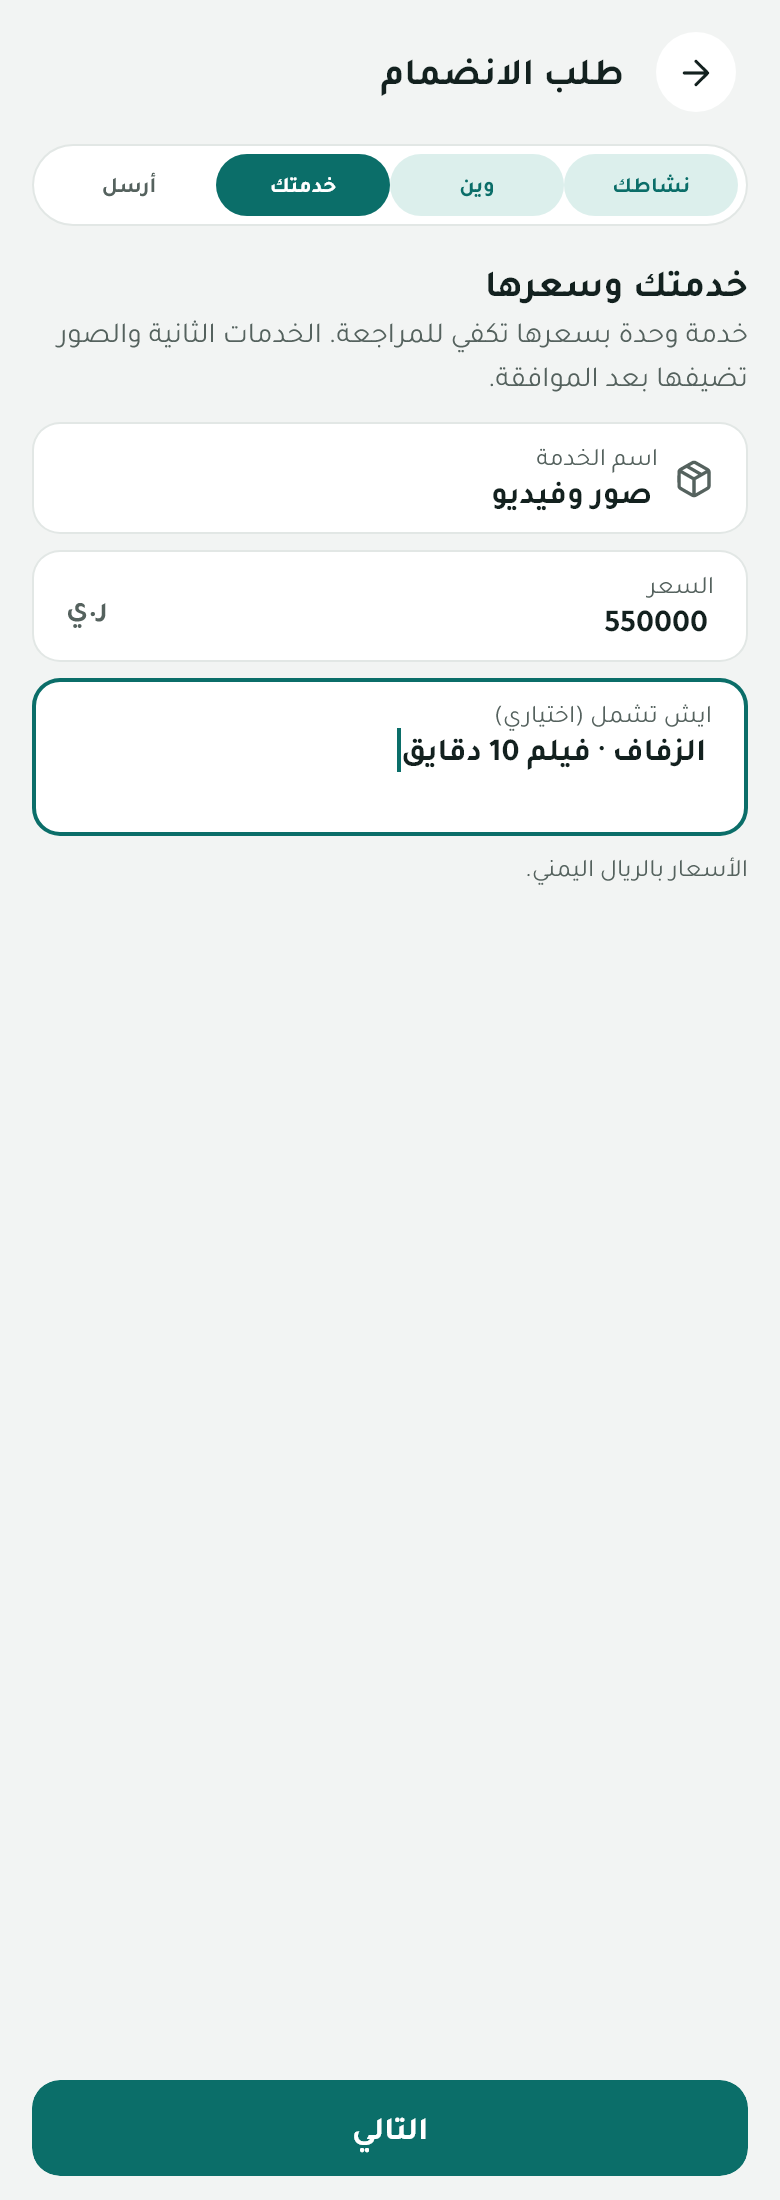 طلب الانضمام
نشاطك
وين
خدمتك
أرسل
خدمتك وسعرها
خدمة وحدة بسعرها تكفي للمراجعة. الخدمات الثانية والصور
تضيفها بعد الموافقة.
اسم الخدمة
صور وفيديو
السعر
550000
ر.ي
ايش تشمل (اختياري)
الزفاف · فيلم 10 دقايق
الأسعار بالريال اليمني.
التالي